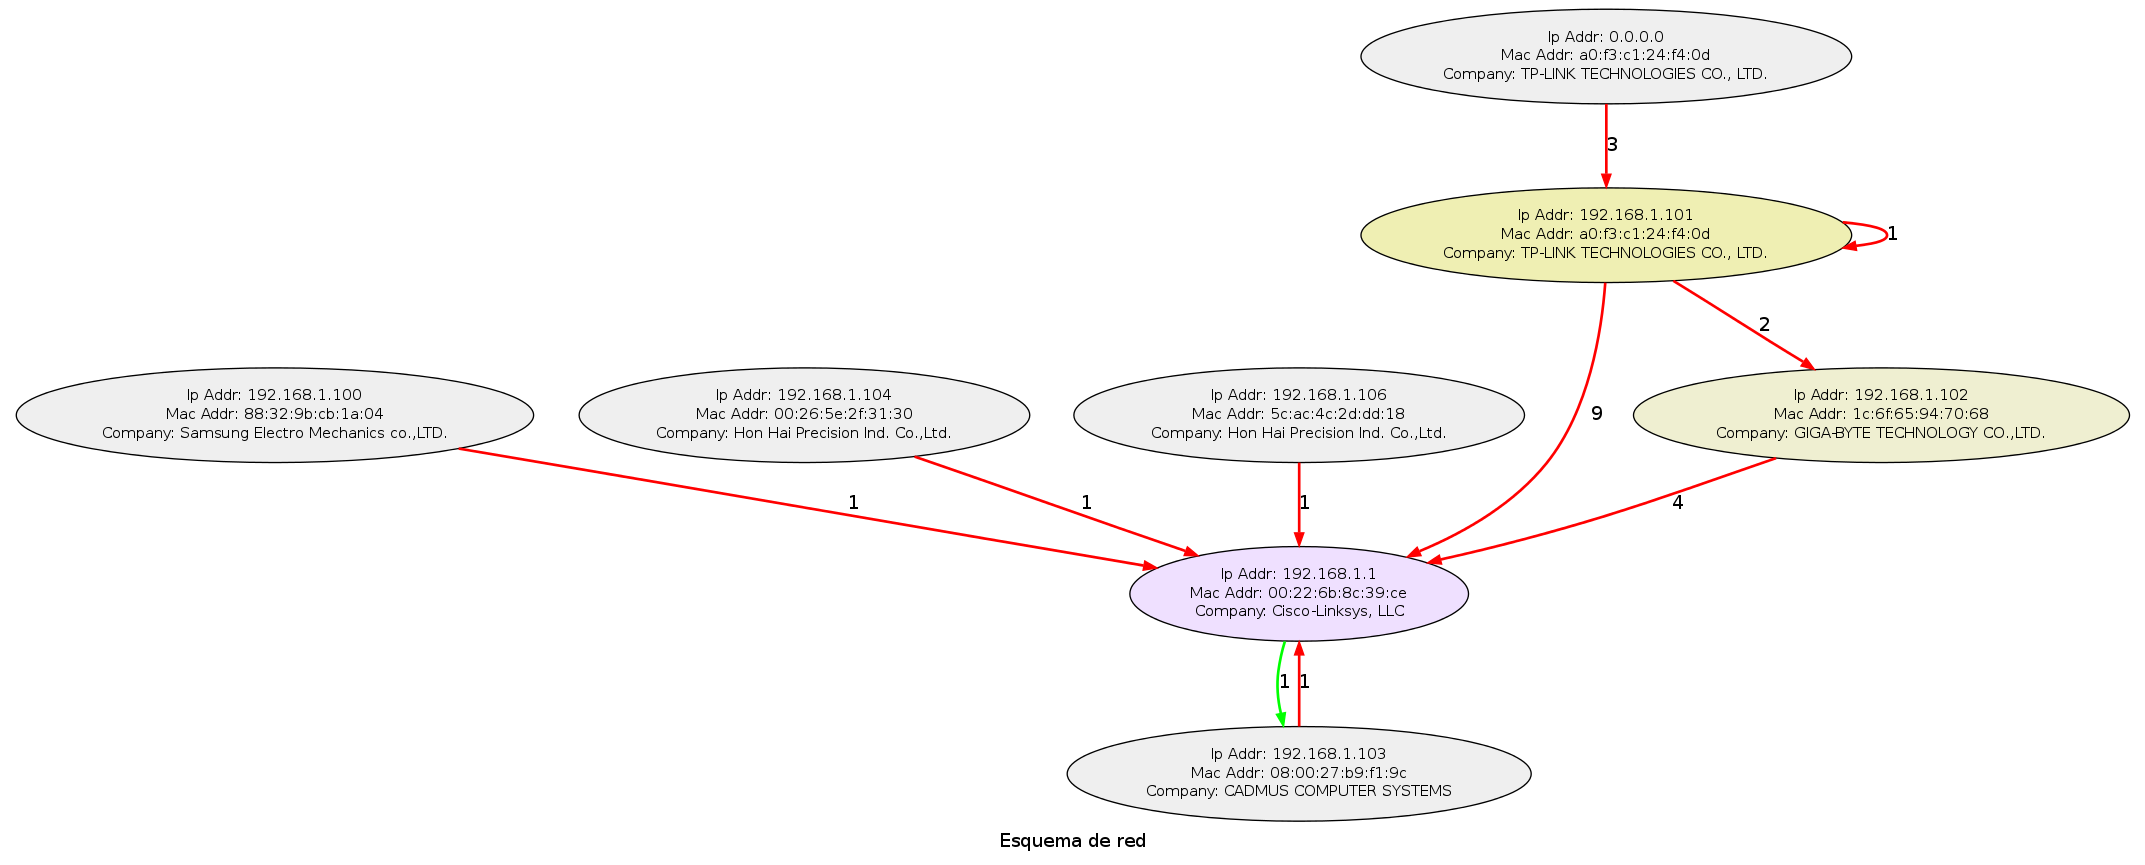 Ip Addr: 0.0.0.0
Mac Addr: a0:f3:c1:24:f4:0d
Company: TP-LINK TECHNOLOGIES CO., LTD.
3
Ip Addr: 192.168.1.101
Mac Addr: a0:f3:c1:24:f4:0d
Company: TP-LINK TECHNOLOGIES CO., LTD.
1
2
Ip Addr: 192.168.1.100
Mac Addr: 88:32:9b:cb:1a:04
Company: Samsung Electro Mechanics co.,LTD.
Ip Addr: 192.168.1.104
Mac Addr: 00:26:5e:2f:31:30
Company: Hon Hai Precision Ind. Co.,Ltd.
Ip Addr: 192.168.1.106
Mac Addr: 5c:ac:4c:2d:dd:18
Company: Hon Hai Precision Ind. Co.,Ltd.
9
Ip Addr: 192.168.1.102
Mac Addr: 1c:6f:65:94:70:68
Company: GIGA-BYTE TECHNOLOGY CO.,LTD.
1
1
1
4
Ip Addr: 192.168.1.1
Mac Addr: 00:22:6b:8c:39:ce
Company: Cisco-Linksys, LLC
1
1
Ip Addr: 192.168.1.103
Mac Addr: 08:00:27:b9:f1:9c
Company: CADMUS COMPUTER SYSTEMS
Esquema de red